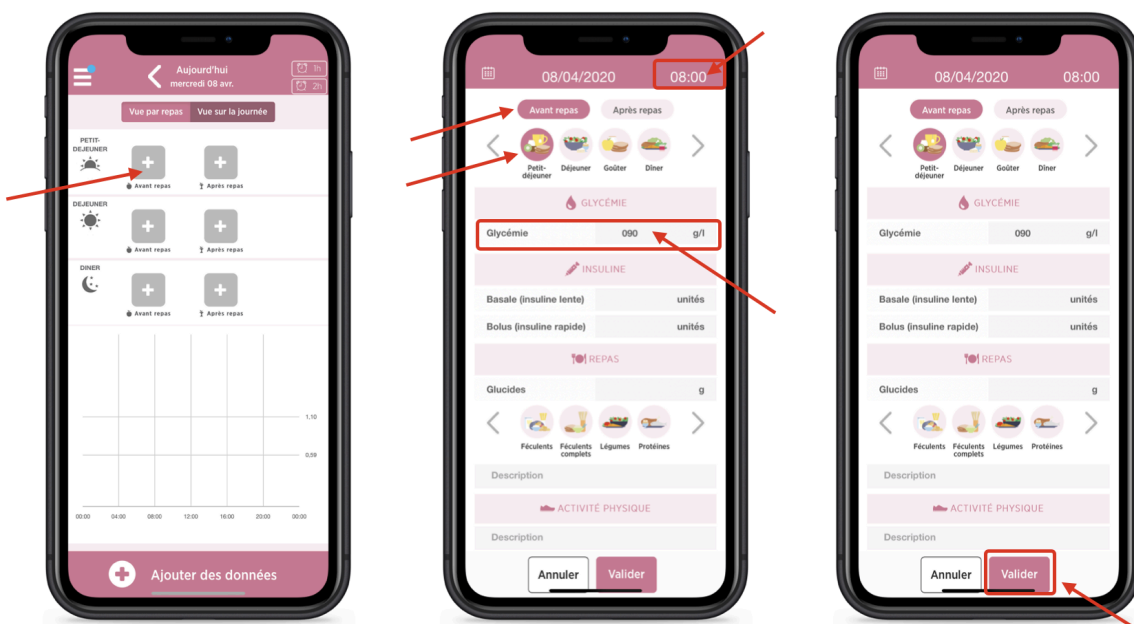 Aujourd'hui
mercredi 08 avr.
1h
2h
Vue par repas
Vue sur la journée
PETIT-
DEJEUNER
Avant repas
Après repas
DEJEUNER
Avant repas
Après repas
DINER
Avant repas
Après repas
1,10
0,59
00:00 04:00 08:00 12:00 16:00 20:00 00:00
Ajouter des données
08/04/2020 08:00
Avant repas Après repas
Petit-
déjeuner
Déjeuner
Goûter
Dîner
GLYCÉMIE
Glycémie 090 g/l
INSULINE
Basale (insuline lente) unités
Bolus (insuline rapide) unités
REPAS
Glucides g
Féculents
Féculents
complets
Légumes
Protéines
Description
ACTIVITÉ PHYSIQUE
Description
Annuler Valider
08/04/2020 08:00
Avant repas Après repas
Petit-
déjeuner
Déjeuner
Goûter
Dîner
GLYCÉMIE
Glycémie 090 g/l
INSULINE
Basale (insuline lente) unités
Bolus (insuline rapide) unités
REPAS
Glucides g
Féculents
Féculents
complets
Légumes
Protéines
Description
ACTIVITÉ PHYSIQUE
Description
Annuler Valider